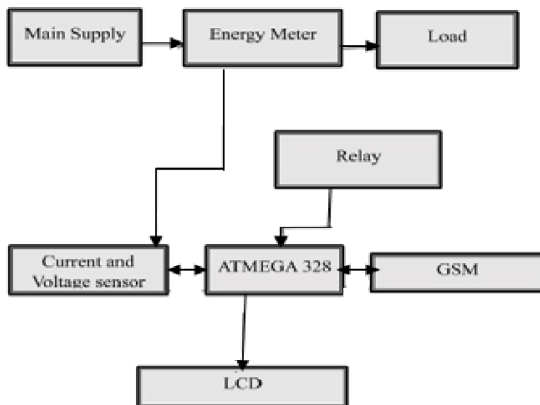 Main Supply
Energy Meter
Load
Relay
Current and
Voltage sensor
ATMEGA 328
GSM
LCD